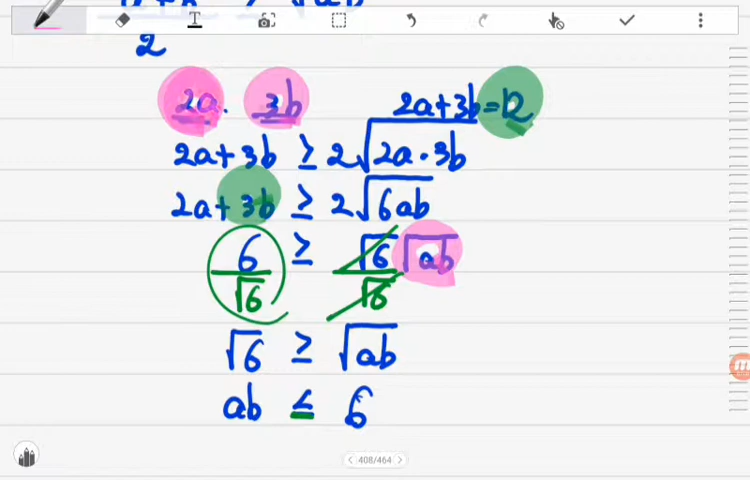 2
2a. 3b 2a+3b=12
2a+3b ≥ 2√2a·3b
2a+3b ≥ 2√6ab
6/√6 ≥ √6√ab/√6
√6 ≥ √ab
ab ≤ 6
408/464